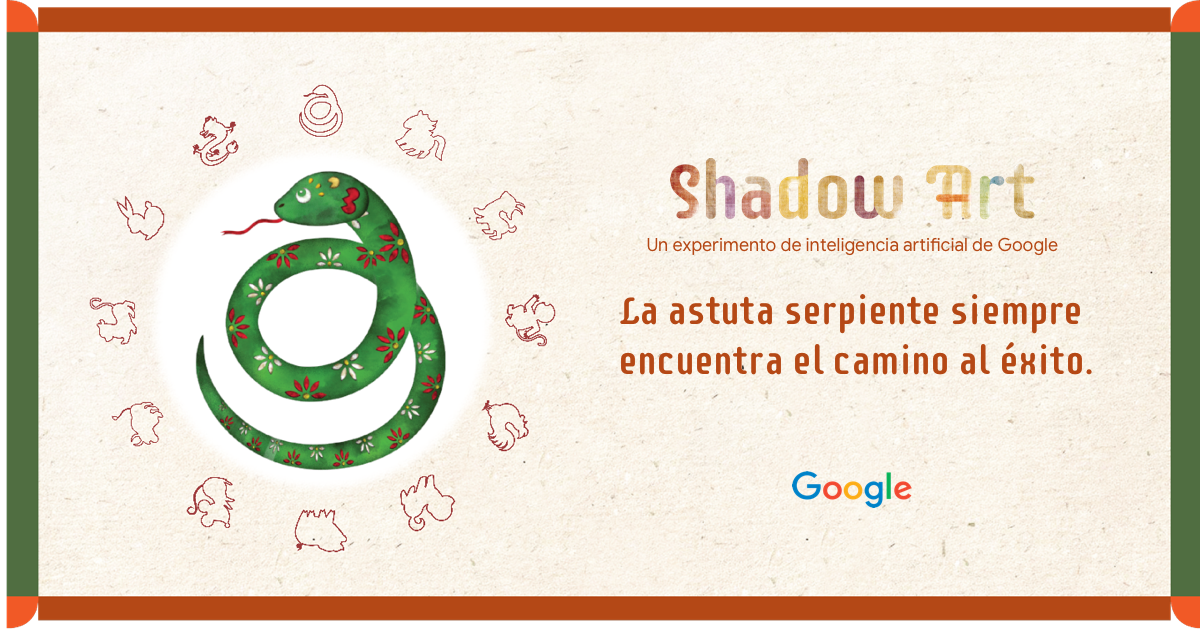 Shadow Art
Un experimento de inteligencia artificial de Google
La astuta serpiente siempre
encuentra el camino al éxito.
Google